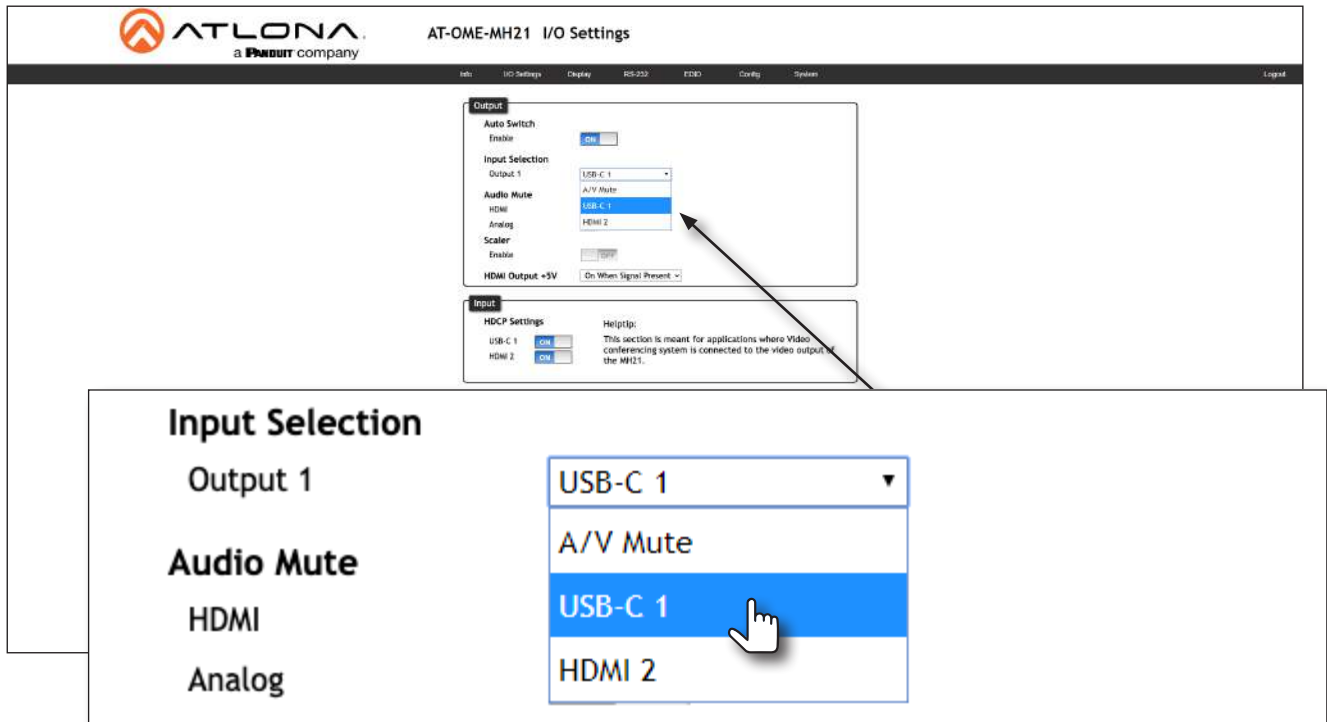 ATLONA.
a PANDUIT company
AT-OME-MH21 I/O Settings
Info I/O Settings Display RS-232 EDID Config System Logout
Output
Auto Switch
Enable ON
Input Selection
Output 1 USB-C 1
A/V Mute
Audio Mute
HDMI USB-C 1
Analog HDMI 2
Scaler
Enable OFF
HDMI Output +5V On When Signal Present
Input
HDCP Settings
USB-C 1 ON
HDMI 2 ON
Helptip:
This section is meant for applications where Video
conferencing system is connected to the video output of
the MH21.
Input Selection
Output 1 USB-C 1
A/V Mute
Audio Mute
HDMI USB-C 1
Analog HDMI 2